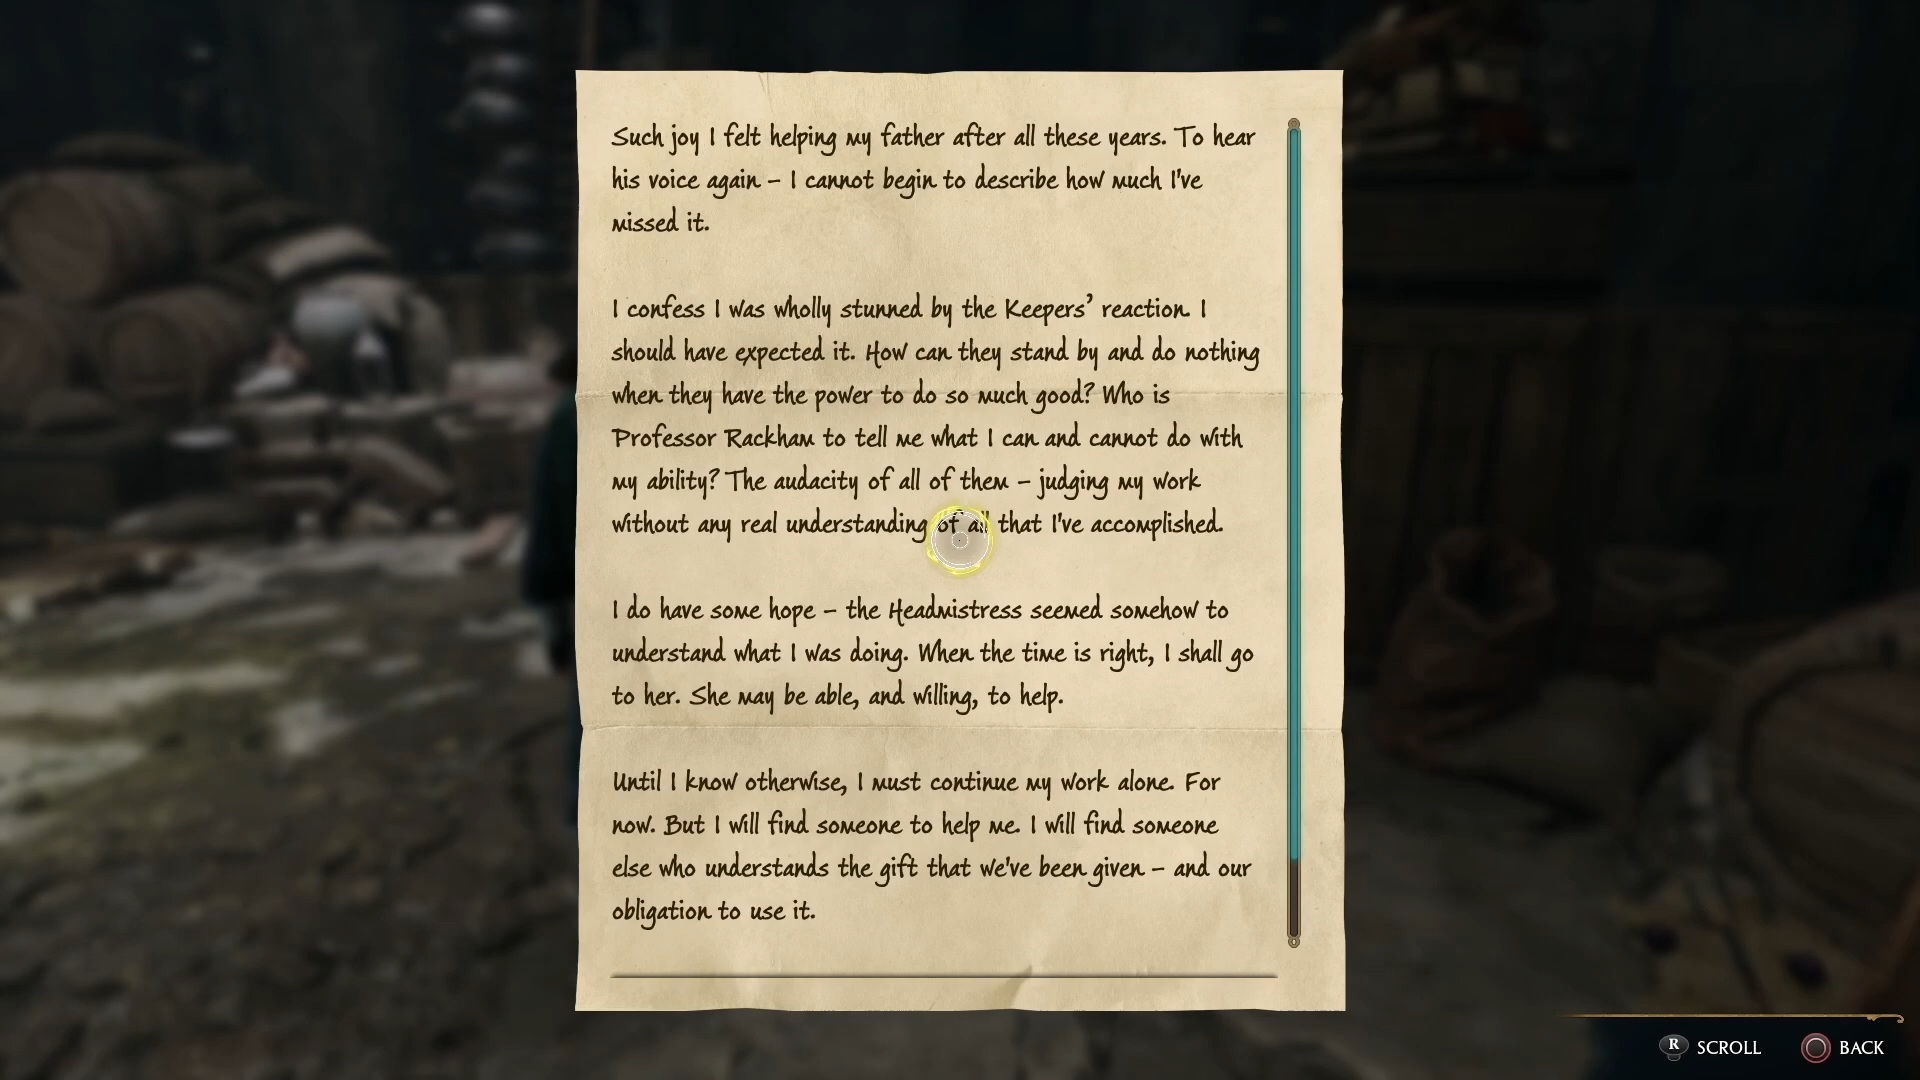 Such joy I felt helping my father after all these years. To hear
his voice again – I cannot begin to describe how much I've
missed it.
I confess I was wholly stunned by the Keepers’ reaction. I
should have expected it. How can they stand by and do nothing
when they have the power to do so much good? Who is
Professor Rackham to tell me what I can and cannot do with
my ability? The audacity of all of them – judging my work
without any real understanding of all that I've accomplished.
I do have some hope – the Headmistress seemed somehow to
understand what I was doing. When the time is right, I shall go
to her. She may be able, and willing, to help.
Until I know otherwise, I must continue my work alone. For
now. But I will find someone to help me. I will find someone
else who understands the gift that we've been given – and our
obligation to use it.
R SCROLL
BACK